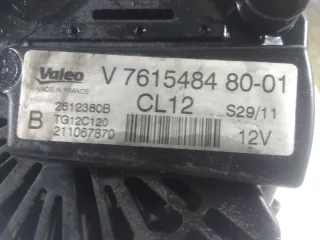 Valeo V 7615484 80-01
MADE IN FRANCE CL12 S29/11
2612380B
B TG12C120 12V
211067870